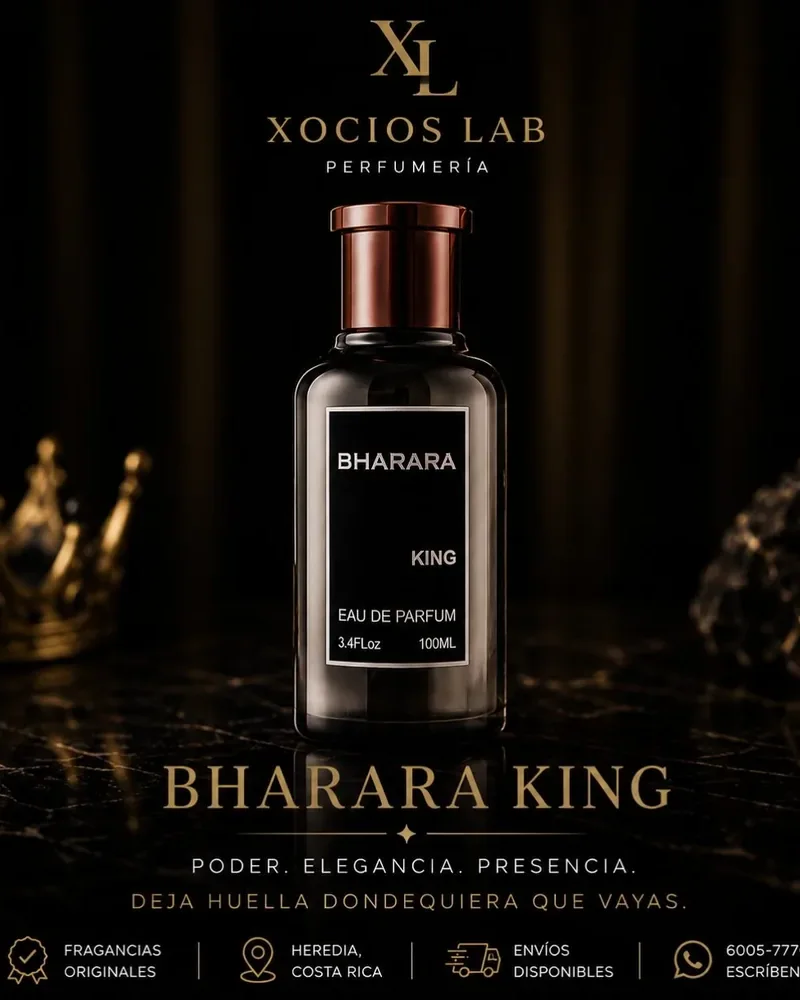 XL
XOCIOS LAB
PERFUMERÍA
BHARARA
KING
EAU DE PARFUM
3.4FLoz 100ML
BHARARA KING
PODER. ELEGANCIA. PRESENCIA.
DEJA HUELLA DONDEQUIERA QUE VAYAS.
FRAGANCIAS
ORIGINALES
HEREDIA,
COSTA RICA
ENVÍOS
DISPONIBLES